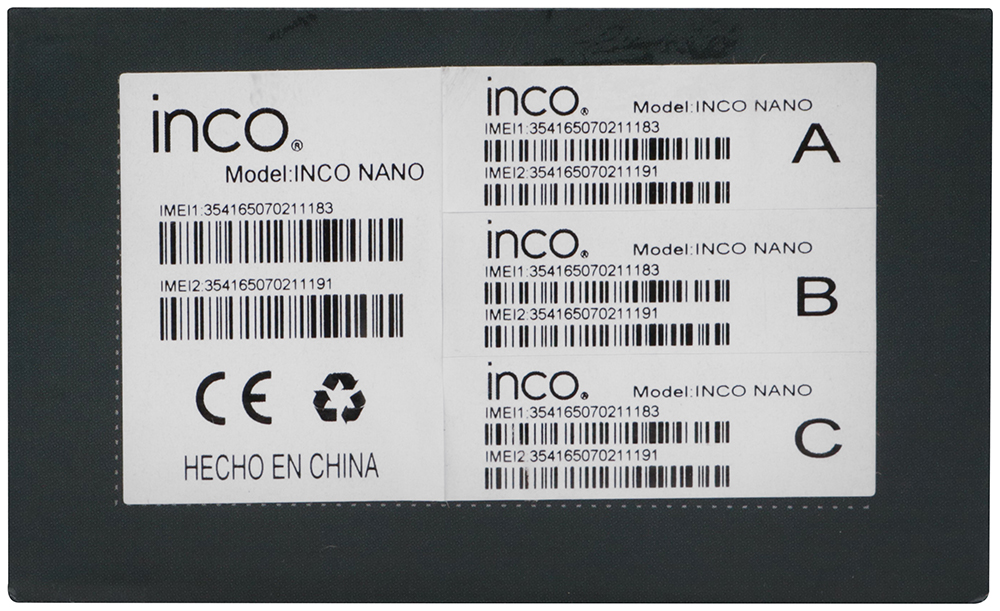 inco®
Model:INCO NANO
IMEI1:354165070211183
IMEI2:354165070211191
CE
HECHO EN CHINA
inco® Model:INCO NANO
IMEI1:354165070211183
A
IMEI2:354165070211191
inco® Model:INCO NANO
IMEI1:354165070211183
B
IMEI2:354165070211191
inco® Model:INCO NANO
IMEI1:354165070211183
C
IMEI2:354165070211191